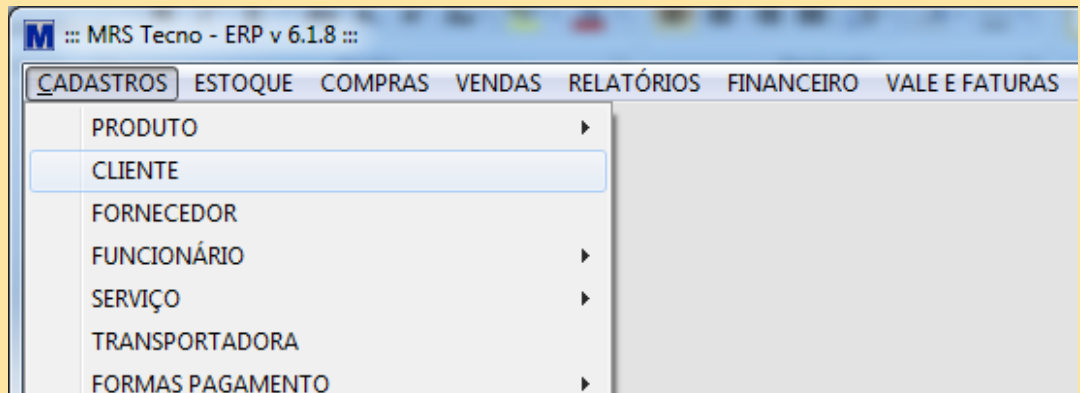 M ::: MRS Tecno - ERP v 6.1.8 :::
CADASTROS ESTOQUE COMPRAS VENDAS RELATÓRIOS FINANCEIRO VALE E FATURAS
PRODUTO
CLIENTE
FORNECEDOR
FUNCIONÁRIO
SERVIÇO
TRANSPORTADORA
FORMAS PAGAMENTO